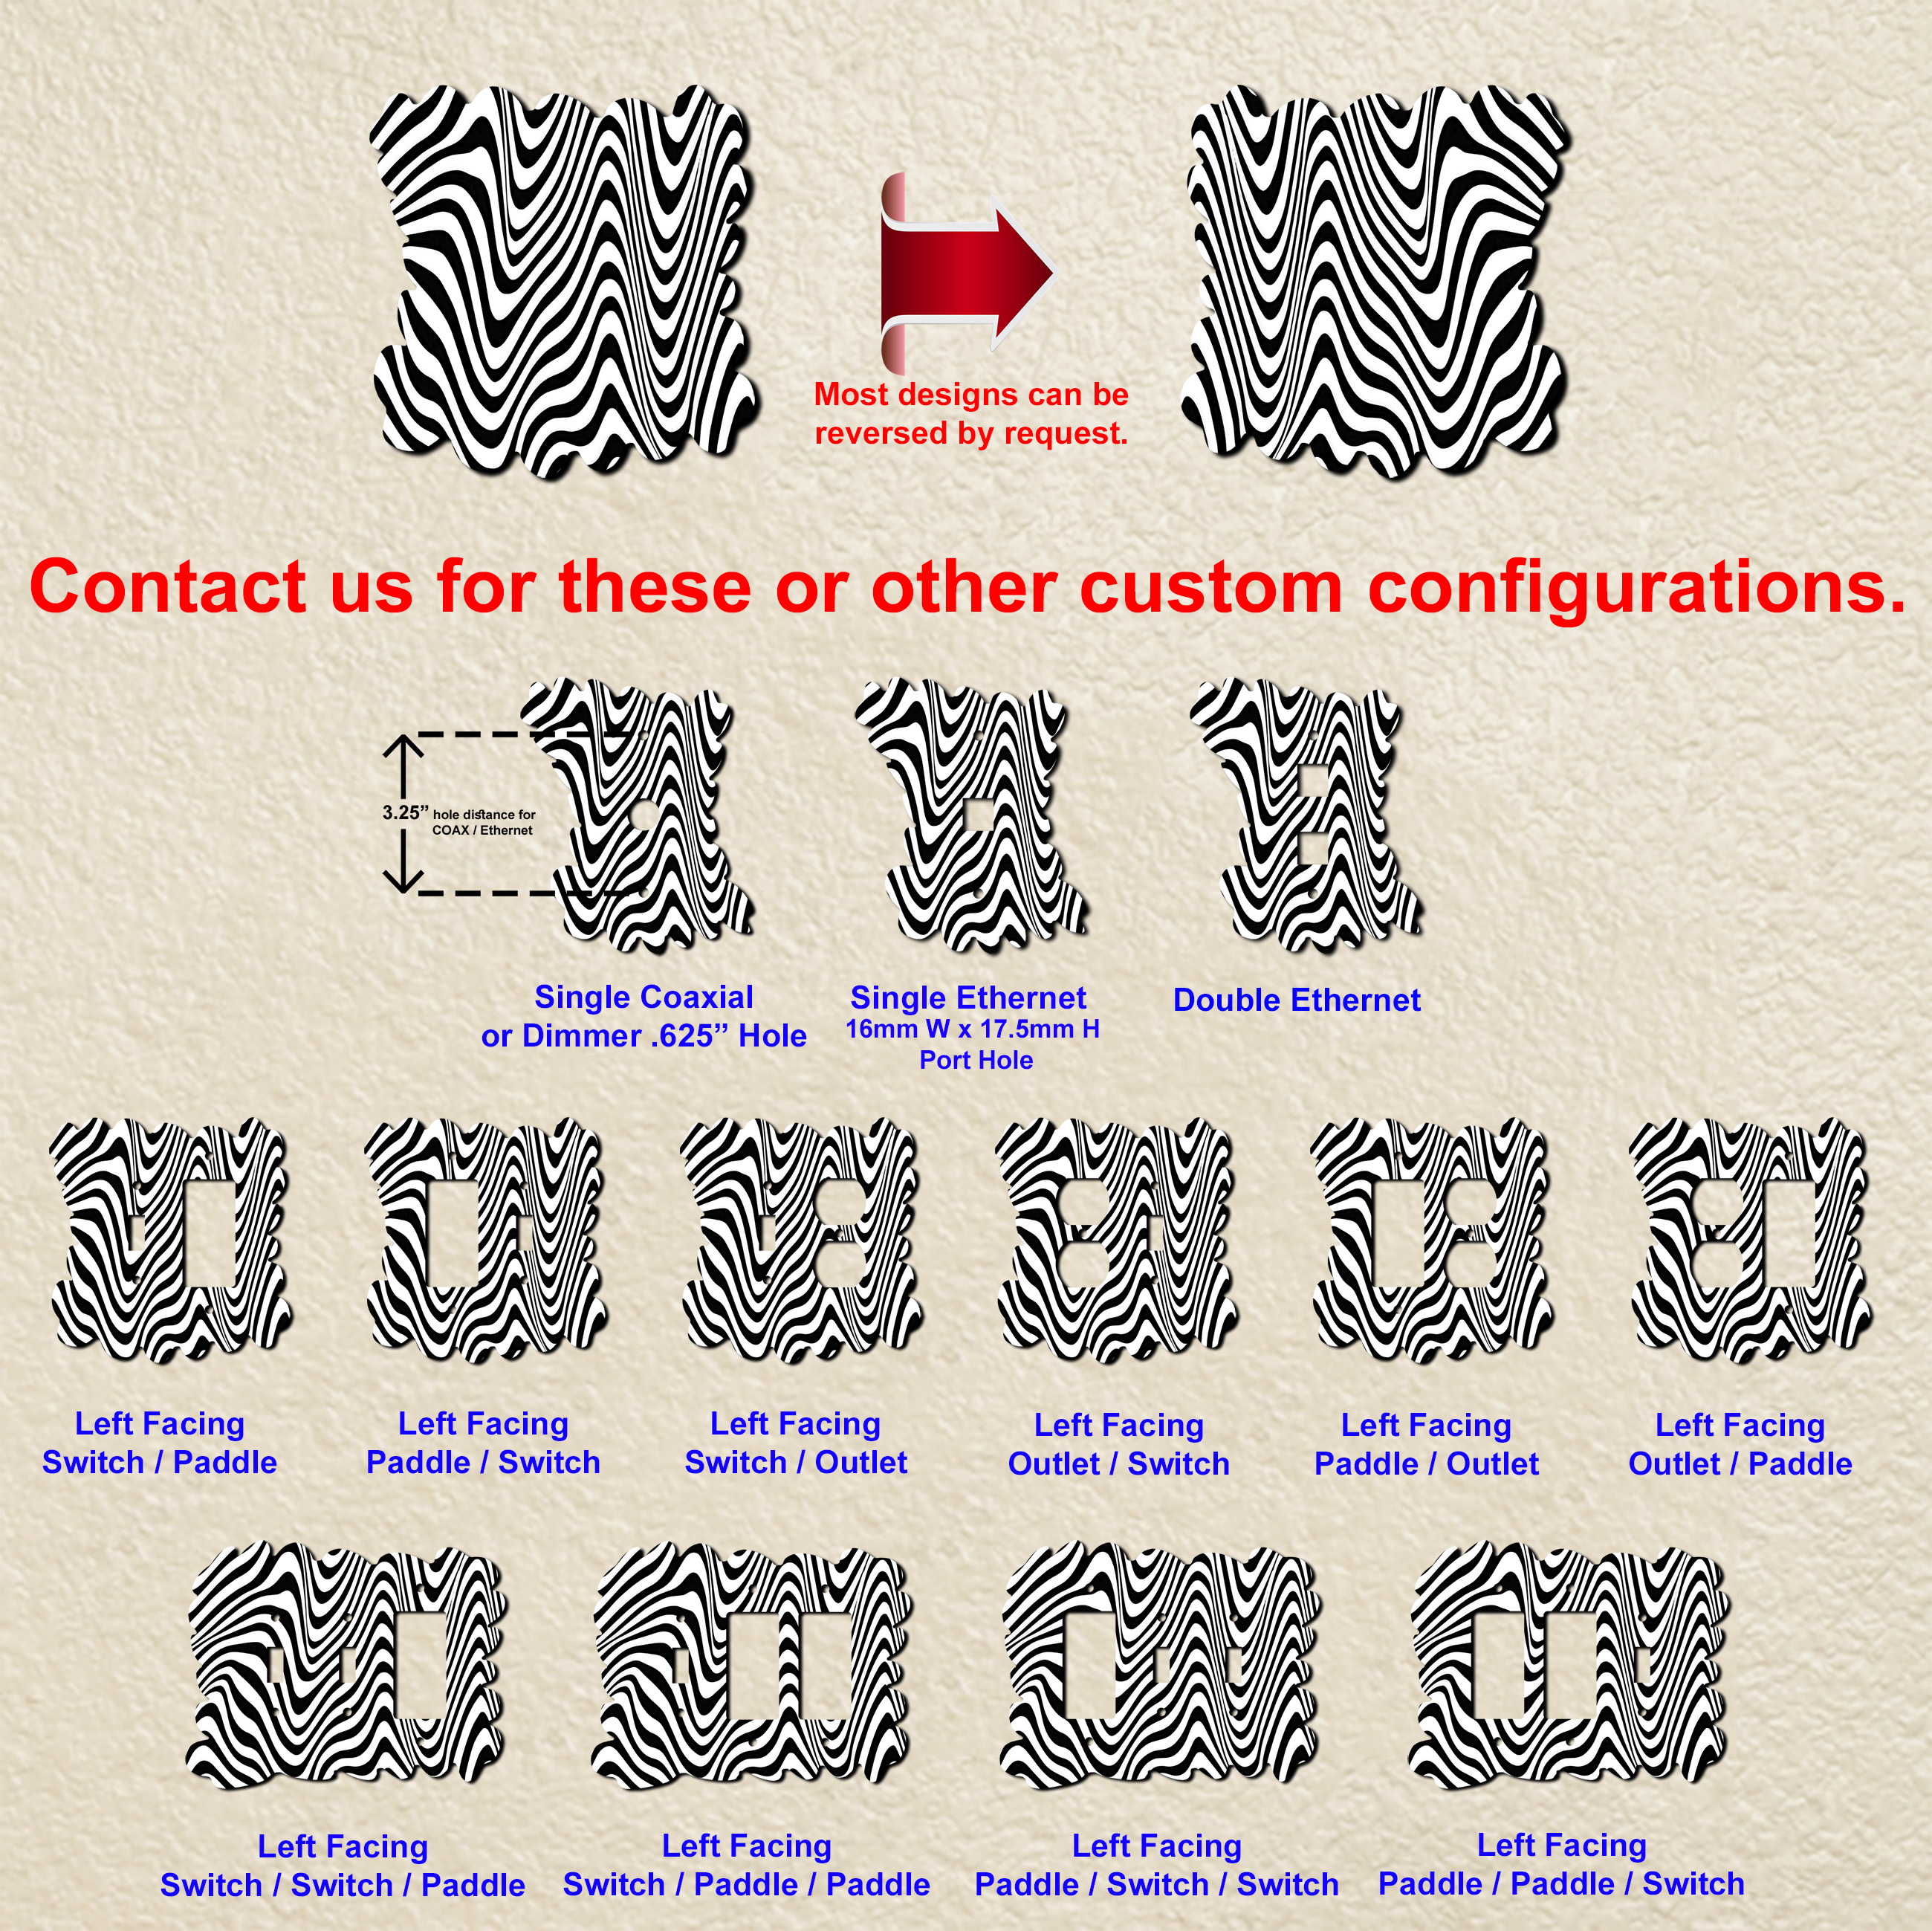 Most designs can be
reversed by request.
Contact us for these or other custom configurations.
3.25” hole distance for
COAX / Ethernet
Single Coaxial
or Dimmer .625” Hole
Single Ethernet
16mm W x 17.5mm H
Port Hole
Double Ethernet
Left Facing
Switch / Paddle
Left Facing
Paddle / Switch
Left Facing
Switch / Outlet
Left Facing
Outlet / Switch
Left Facing
Paddle / Outlet
Left Facing
Outlet / Paddle
Left Facing
Switch / Switch / Paddle
Left Facing
Switch / Paddle / Paddle
Left Facing
Paddle / Switch / Switch
Left Facing
Paddle / Paddle / Switch